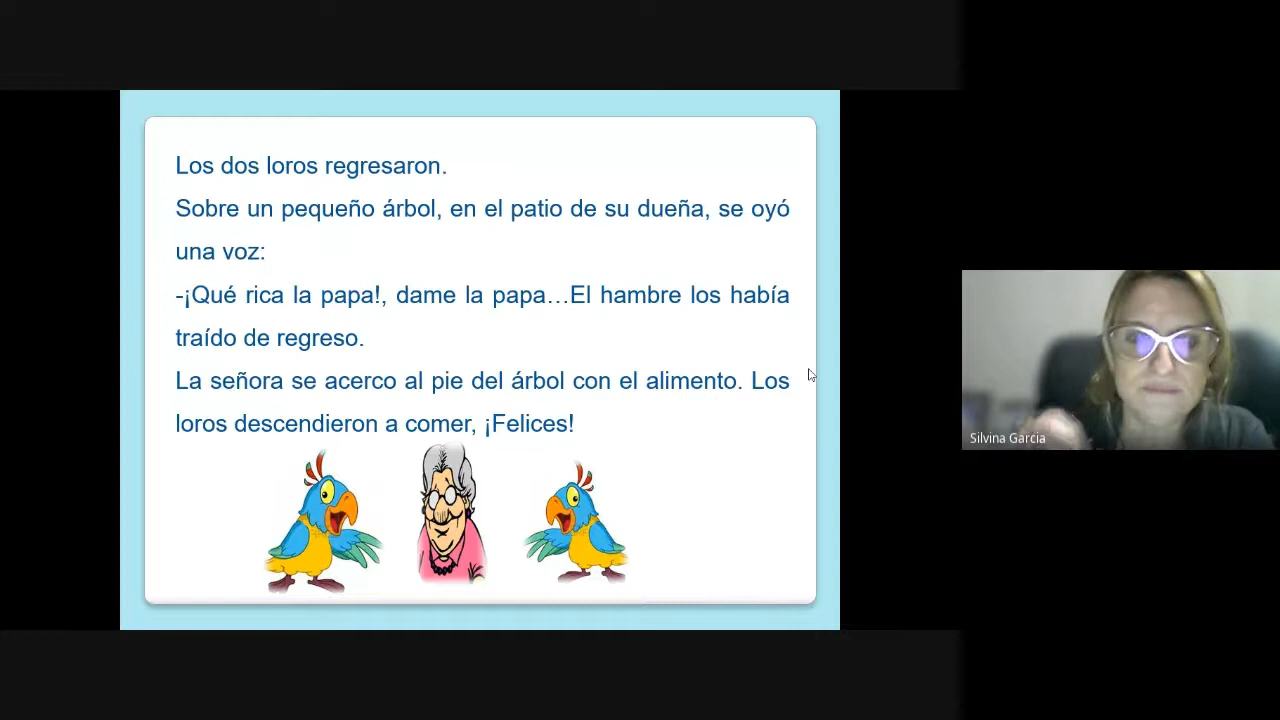 Los dos loros regresaron.
Sobre un pequeño árbol, en el patio de su dueña, se oyó
una voz:
-¡Qué rica la papa!, dame la papa…El hambre los había
traído de regreso.
La señora se acerco al pie del árbol con el alimento. Los
loros descendieron a comer, ¡Felices!
Silvina Garcia